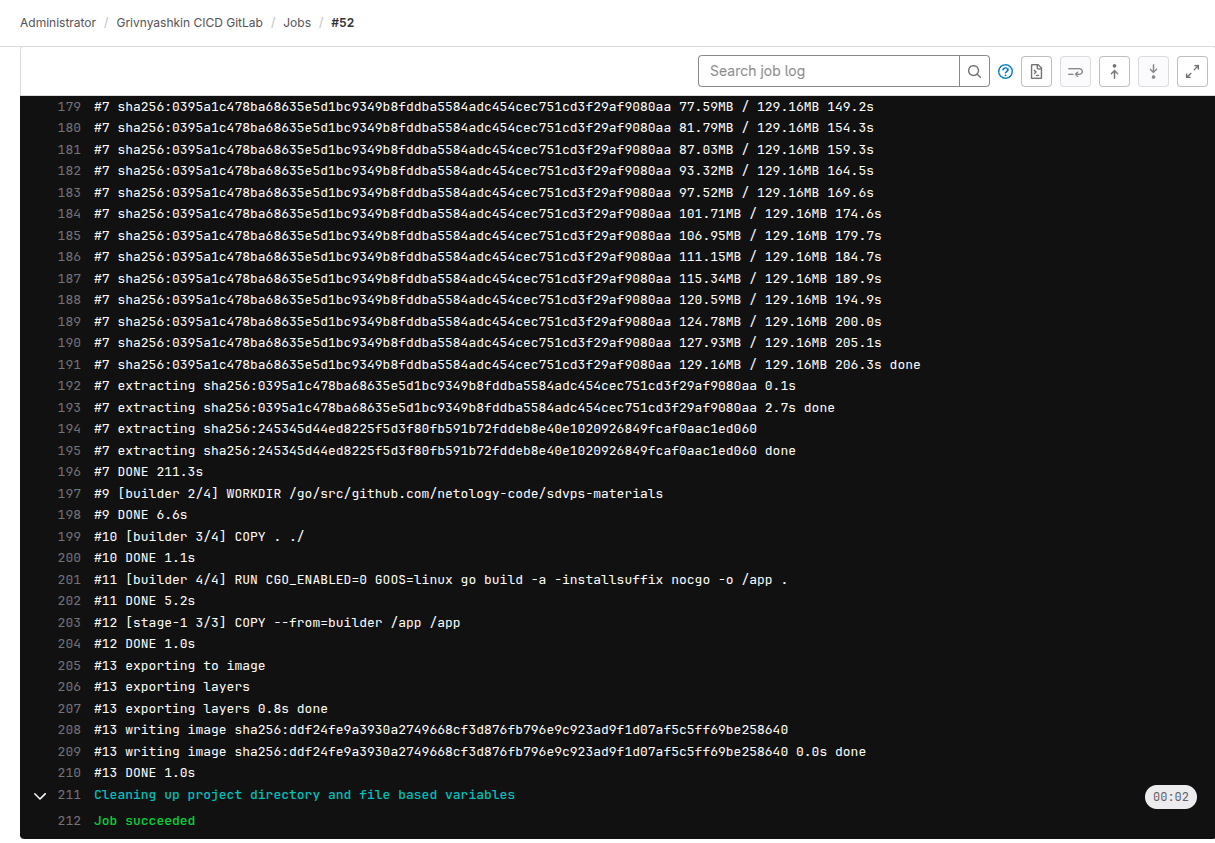 Administrator / Grivnyashkin CICD GitLab / Jobs / #52
Search job log
179 #7 sha256:0395a1c478ba68635e5d1bc9349b8fddba5584adc454cec751cd3f29af9080aa 77.59MB / 129.16MB 149.2s
180 #7 sha256:0395a1c478ba68635e5d1bc9349b8fddba5584adc454cec751cd3f29af9080aa 81.79MB / 129.16MB 154.3s
181 #7 sha256:0395a1c478ba68635e5d1bc9349b8fddba5584adc454cec751cd3f29af9080aa 87.03MB / 129.16MB 159.3s
182 #7 sha256:0395a1c478ba68635e5d1bc9349b8fddba5584adc454cec751cd3f29af9080aa 93.32MB / 129.16MB 164.5s
183 #7 sha256:0395a1c478ba68635e5d1bc9349b8fddba5584adc454cec751cd3f29af9080aa 97.52MB / 129.16MB 169.6s
184 #7 sha256:0395a1c478ba68635e5d1bc9349b8fddba5584adc454cec751cd3f29af9080aa 101.71MB / 129.16MB 174.6s
185 #7 sha256:0395a1c478ba68635e5d1bc9349b8fddba5584adc454cec751cd3f29af9080aa 106.95MB / 129.16MB 179.7s
186 #7 sha256:0395a1c478ba68635e5d1bc9349b8fddba5584adc454cec751cd3f29af9080aa 111.15MB / 129.16MB 184.7s
187 #7 sha256:0395a1c478ba68635e5d1bc9349b8fddba5584adc454cec751cd3f29af9080aa 115.34MB / 129.16MB 189.9s
188 #7 sha256:0395a1c478ba68635e5d1bc9349b8fddba5584adc454cec751cd3f29af9080aa 120.59MB / 129.16MB 194.9s
189 #7 sha256:0395a1c478ba68635e5d1bc9349b8fddba5584adc454cec751cd3f29af9080aa 124.78MB / 129.16MB 200.0s
190 #7 sha256:0395a1c478ba68635e5d1bc9349b8fddba5584adc454cec751cd3f29af9080aa 127.93MB / 129.16MB 205.1s
191 #7 sha256:0395a1c478ba68635e5d1bc9349b8fddba5584adc454cec751cd3f29af9080aa 129.16MB / 129.16MB 206.3s done
192 #7 extracting sha256:0395a1c478ba68635e5d1bc9349b8fddba5584adc454cec751cd3f29af9080aa 0.1s
193 #7 extracting sha256:0395a1c478ba68635e5d1bc9349b8fddba5584adc454cec751cd3f29af9080aa 2.7s done
194 #7 extracting sha256:245345d44ed8225f5d3f80fb591b72fddeb8e40e1020926849fcaf0aac1ed060
195 #7 extracting sha256:245345d44ed8225f5d3f80fb591b72fddeb8e40e1020926849fcaf0aac1ed060 done
196 #7 DONE 211.3s
197 #9 [builder 2/4] WORKDIR /go/src/github.com/netology-code/sdvps-materials
198 #9 DONE 6.6s
199 #10 [builder 3/4] COPY . ./
200 #10 DONE 1.1s
201 #11 [builder 4/4] RUN CGO_ENABLED=0 GOOS=linux go build -a -installsuffix nocgo -o /app .
202 #11 DONE 5.2s
203 #12 [stage-1 3/3] COPY --from=builder /app /app
204 #12 DONE 1.0s
205 #13 exporting to image
206 #13 exporting layers
207 #13 exporting layers 0.8s done
208 #13 writing image sha256:ddf24fe9a3930a2749668cf3d876fb796e9c923ad9f1d07af5c5ff69be258640
209 #13 writing image sha256:ddf24fe9a3930a2749668cf3d876fb796e9c923ad9f1d07af5c5ff69be258640 0.0s done
210 #13 DONE 1.0s
211 Cleaning up project directory and file based variables 00:02
212 Job succeeded